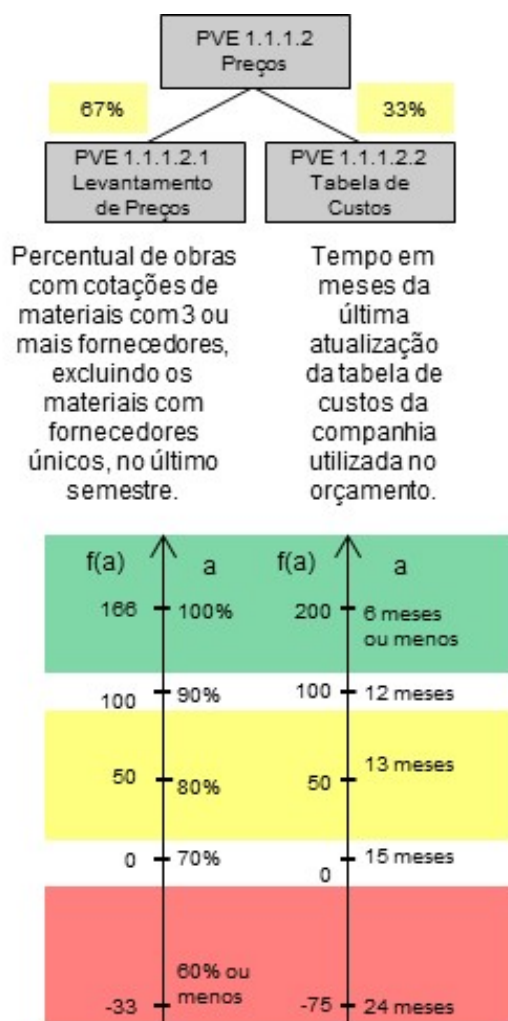 PVE 1.1.1.2
Preços
67%
33%
PVE 1.1.1.2.1
Levantamento
de Preços
PVE 1.1.1.2.2
Tabela de
Custos
Percentual de obras
com cotações de
materiais com 3 ou
mais fornecedores,
excluindo os
materiais com
fornecedores
únicos, no último
semestre.
Tempo em
meses da
última
atualização
da tabela de
custos da
companhia
utilizada no
orçamento.
f(a) a f(a) a
166 100% 200 6 meses
ou menos
100 90% 100 12 meses
50 80% 50 13 meses
0 70% 0 15 meses
60% ou
menos
-33 -75 24 meses